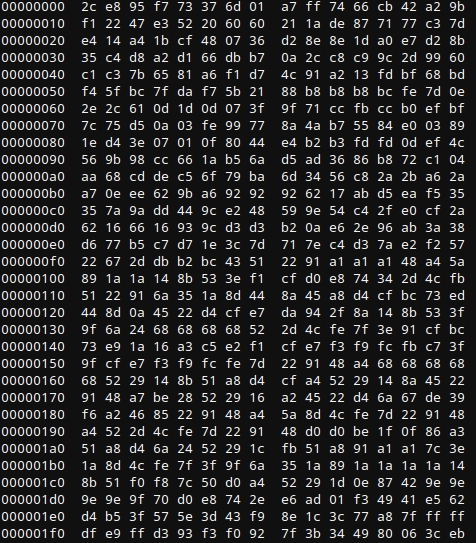 00000000 2c e8 95 f7 73 37 6d 01 a7 ff 74 66 cb 42 a2 9b
00000010 f1 22 47 e3 52 20 60 60 21 1a de 87 71 77 c3 7d
00000020 e4 14 a4 1b cf 48 07 36 d2 8e 8e 1d a0 e7 d2 8b
00000030 35 c4 d8 a2 d1 66 db b7 0a 2c c8 c9 9c 2d 99 60
00000040 c1 c3 7b 65 81 a6 f1 d7 4c 91 a2 13 fd bf 68 bd
00000050 f4 5f bc 7f da f7 5b 21 88 b8 b8 b8 bc fe 7d 0e
00000060 2e 2c 61 0d 1d 0d 07 3f 9f 71 cc fb cc b0 ef bf
00000070 7c 75 d5 0a 03 fe 99 77 8a 4a b7 55 84 e0 03 89
00000080 1e d4 3e 07 01 0f 80 44 e4 b2 b3 fd fd 0d ef 4c
00000090 56 9b 98 cc 66 1a b5 6a d5 ad 36 86 b8 72 c1 04
000000a0 aa 68 cd de c5 6f 79 ba 6d 34 56 c8 2a 2b a6 2a
000000b0 a7 0e ee 62 9b a6 92 92 92 62 17 ab d5 ea f5 35
000000c0 35 7a 9a dd 44 9c e2 48 59 9e 54 c4 2f e0 cf 2a
000000d0 62 16 66 16 93 9c d3 d3 b2 0a e6 2e 96 ab 3a 38
000000e0 d6 77 b5 c7 d7 1e 3c 7d 71 7e c4 d3 7a e2 f2 57
000000f0 22 67 2d db b2 bc 43 51 22 91 a1 a1 a1 48 a4 5a
00000100 89 1a 1a 14 8b 53 3e f1 cf d0 e8 74 34 2d 4c fb
00000110 51 22 91 6a 35 1a 8d 44 8a 45 a8 d4 cf bc 73 ed
00000120 44 8d 0a 45 22 d4 cf e7 da 94 2f 8a 14 8b 53 3f
00000130 9f 6a 24 68 68 68 68 52 2d 4c fe 7f 3e 91 cf bc
00000140 73 e9 1a 16 a3 c5 e2 f1 cf e7 f3 f9 fc fb c7 3f
00000150 9f cf e7 f3 f9 fc fe 7d 22 91 48 a4 68 68 68 68
00000160 68 52 29 14 8b 51 a8 d4 cf a4 52 29 14 8a 45 22
00000170 91 48 a7 be 28 52 29 16 a2 45 22 d4 6a 67 de 39
00000180 f6 a2 46 85 22 91 48 a4 5a 8d 4c fe 7d 22 91 48
00000190 a4 52 2d 4c fe 7d 22 91 48 d0 d0 be 1f 0f 86 a3
000001a0 51 a8 d4 6a 24 52 29 1c fb 51 a8 91 a1 a1 7c 3e
000001b0 1a 8d 4c fe 7f 3f 9f 6a 35 1a 89 1a 1a 1a 1a 14
000001c0 8b 51 f0 f8 7c 50 d0 a4 52 29 1d 0e 87 42 9e 9e
000001d0 9e 9e 9f 70 d0 e8 74 2e e6 ad 01 f3 49 41 e5 62
000001e0 d4 b5 3f 57 5e 3d 43 f9 8e 1c 3c 77 a8 7f ff ff
000001f0 df e9 ff d3 93 f3 f0 92 7f 3b 34 49 80 06 3c eb